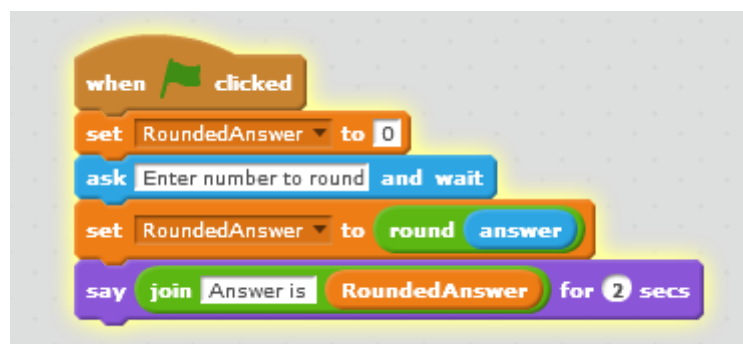 when clicked
set RoundedAnswer to 0
ask Enter number to round and wait
set RoundedAnswer to round answer
say join Answer is RoundedAnswer for 2 secs